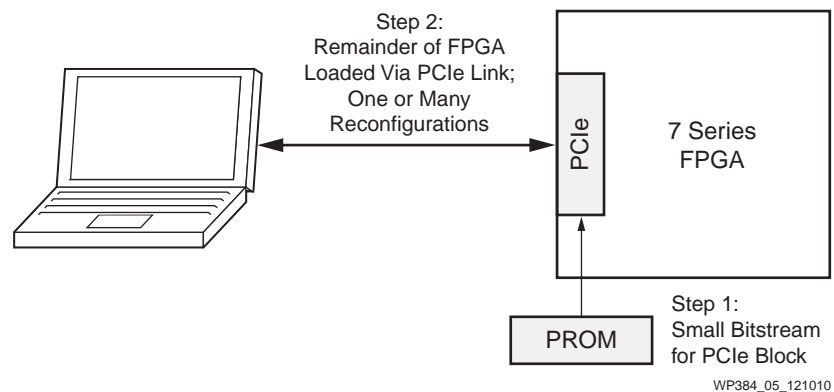 Step 2:
Remainder of FPGA
Loaded Via PCIe Link;
One or Many
Reconfigurations
PCIe
7 Series
FPGA
PROM
Step 1:
Small Bitstream
for PCIe Block
WP384_05_121010